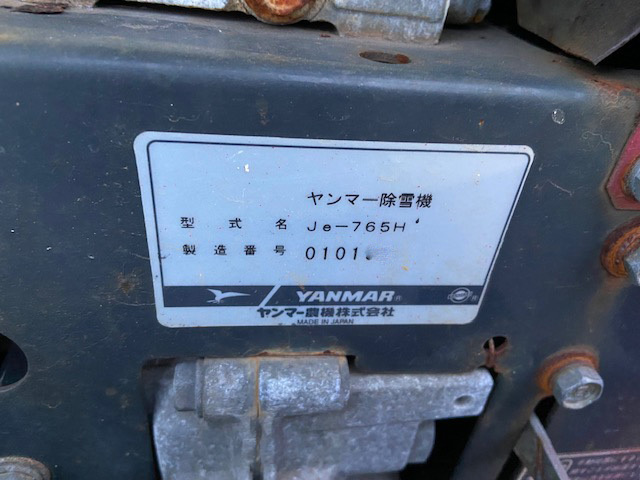 ヤンマー除雪機
型式名 Je-765H
製造番号 0101
YANMAR®
ヤンマー農機株式会社
MADE IN JAPAN